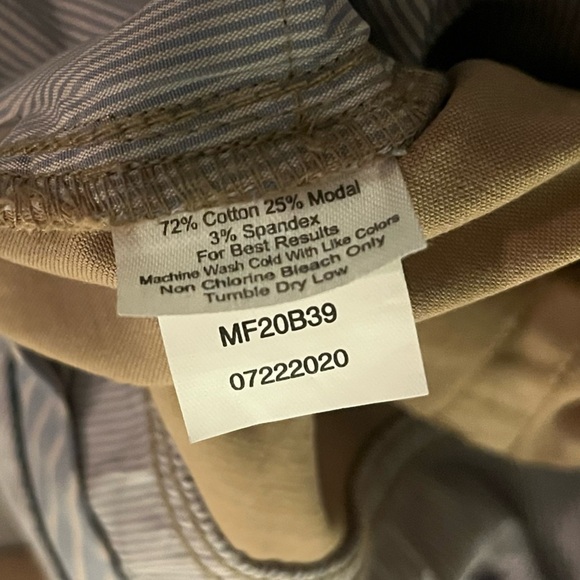 72% Cotton 25% Modal
3% Spandex
For Best Results
Machine Wash Cold With Like Colors
Non Chlorine Bleach Only
Tumble Dry Low
MF20B39
07222020